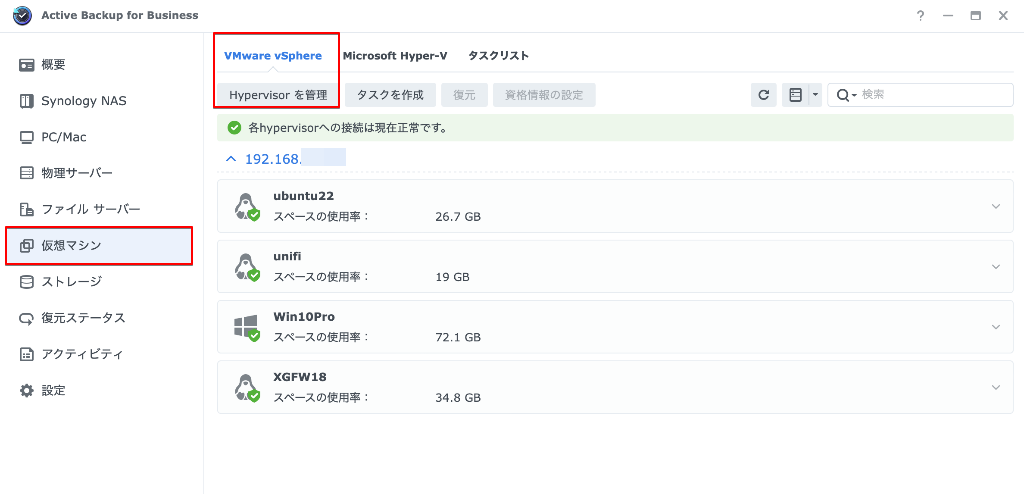 Active Backup for Business
概要
Synology NAS
PC/Mac
物理サーバー
ファイル サーバー
仮想マシン
ストレージ
復元ステータス
アクティビティ
設定
VMware vSphere Microsoft Hyper-V タスクリスト
Hypervisor を管理 タスクを作成 復元 資格情報の設定 検索
各hypervisorへの接続は現在正常です。
192.168.
ubuntu22
スペースの使用率: 26.7 GB
unifi
スペースの使用率: 19 GB
Win10Pro
スペースの使用率: 72.1 GB
XGFW18
スペースの使用率: 34.8 GB